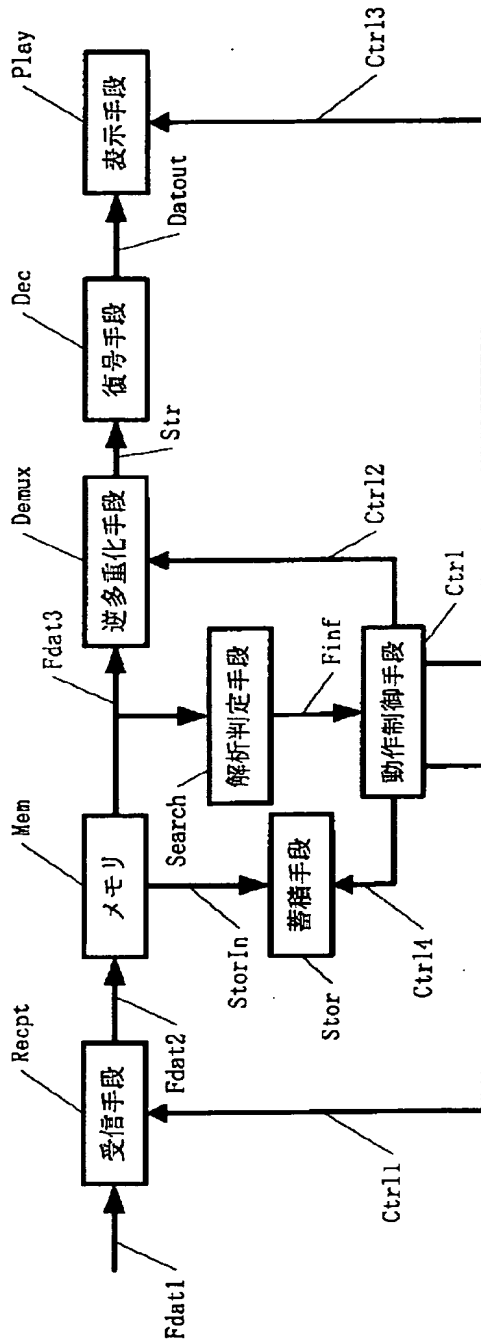 Fdat1
受信手段
Recpt
Fdat2
メモリ
Mem
Fdat3
逆多重化手段
Demux
Str
復号手段
Dec
Datout
表示手段
Play
StorIn
蓄積手段
Stor
Search
解析判定手段
Finf
動作制御手段
Ctrl
Ctrl1
Ctrl2
Ctrl3
Ctrl4